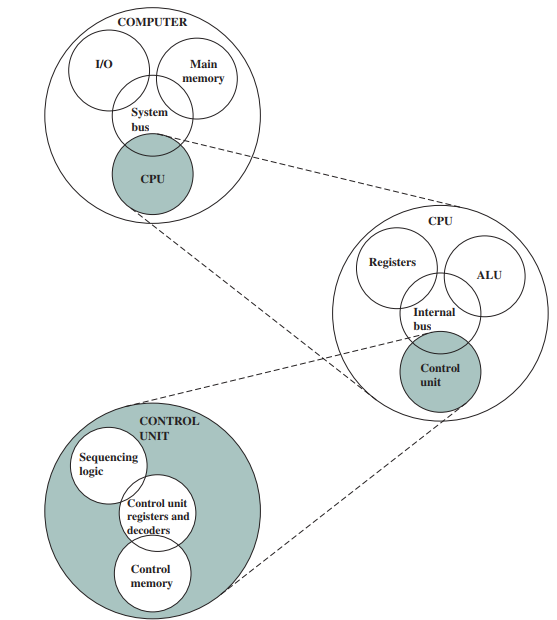 COMPUTER
I/O
Main
memory
System
bus
CPU
CPU
Registers
ALU
Internal
bus
Control
unit
CONTROL
UNIT
Sequencing
logic
Control unit
registers and
decoders
Control
memory